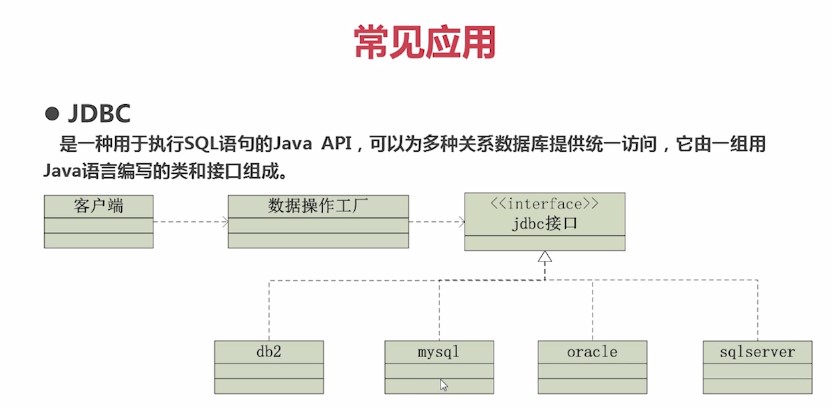 常见应用
● JDBC
是一种用于执行SQL语句的Java API，可以为多种关系数据库提供统一访问，它由一组用
Java语言编写的类和接口组成。
客户端
数据操作工厂
<<interface>>
jdbc接口
db2
mysql
oracle
sqlserver